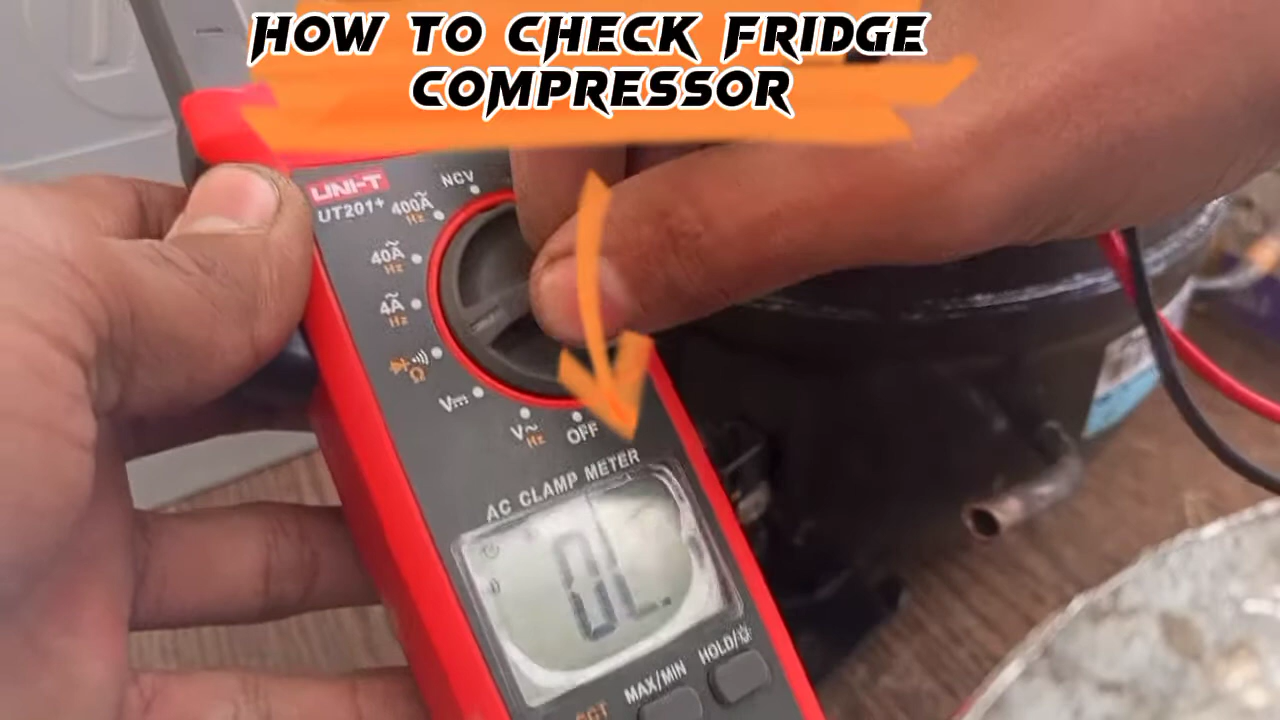 HOW TO CHECK FRIDGE
COMPRESSOR
UNI-T
UT201+
NCV
400A
Hz
40A
Hz
4A
Hz
Ω
V
V~
Hz
OFF
AC CLAMP METER
0L.
MAX/MIN
HOLD/